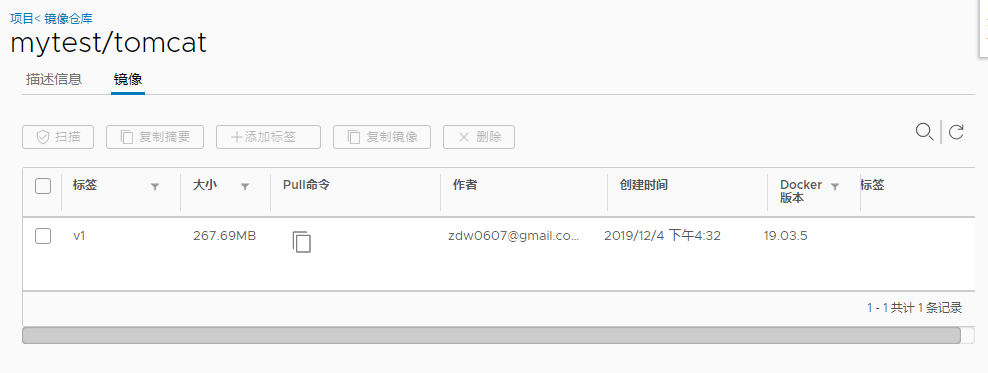 项目< 镜像仓库
mytest/tomcat
描述信息 镜像
扫描 复制摘要 添加标签 复制镜像 删除
标签 大小 Pull命令 作者 创建时间 Docker 版本 标签
v1 267.69MB zdw0607@gmail.co... 2019/12/4 下午4:32 19.03.5
1 - 1 共计 1 条记录